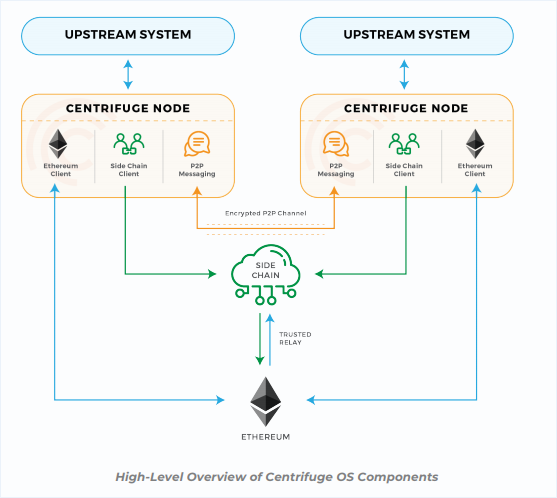 UPSTREAM SYSTEM
UPSTREAM SYSTEM
CENTRIFUGE NODE
Ethereum
Client
Side Chain
Client
P2P
Messaging
CENTRIFUGE NODE
P2P
Messaging
Side Chain
Client
Ethereum
Client
Encrypted P2P Channel
SIDE
CHAIN
TRUSTED
RELAY
ETHEREUM
High-Level Overview of Centrifuge OS Components